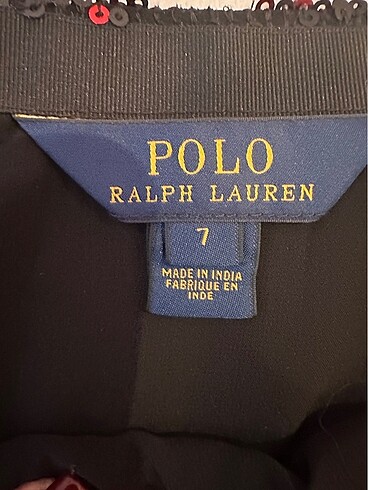 POLO
RALPH LAUREN
7
MADE IN INDIA
FABRIQUE EN
INDE